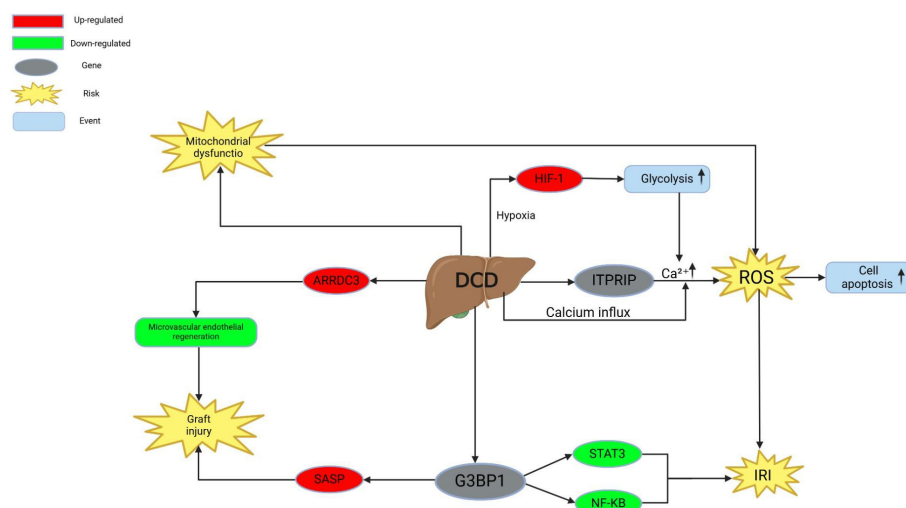 Up-regulated
Down-regulated
Gene
Risk
Event
Mitochondrial
dysfunctio
HIF-1
Glycolysis
Hypoxia
ARRDC3
DCD
ITPRIP
Ca²⁺
ROS
Cell
apoptosis
Calcium influx
Microvascular endothelial
regeneration
Graft
injury
STAT3
SASP
G3BP1
IRI
NF-KB